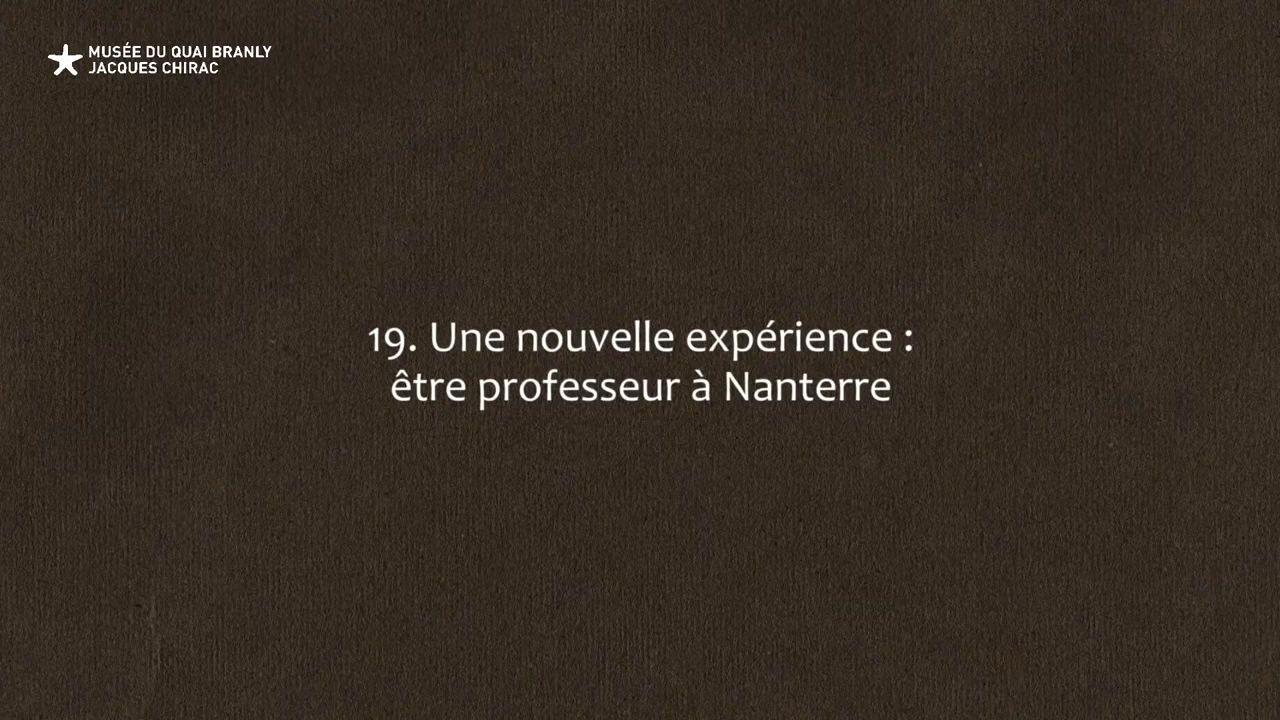 MUSÉE DU QUAI BRANLY
JACQUES CHIRAC
19. Une nouvelle expérience :
être professeur à Nanterre